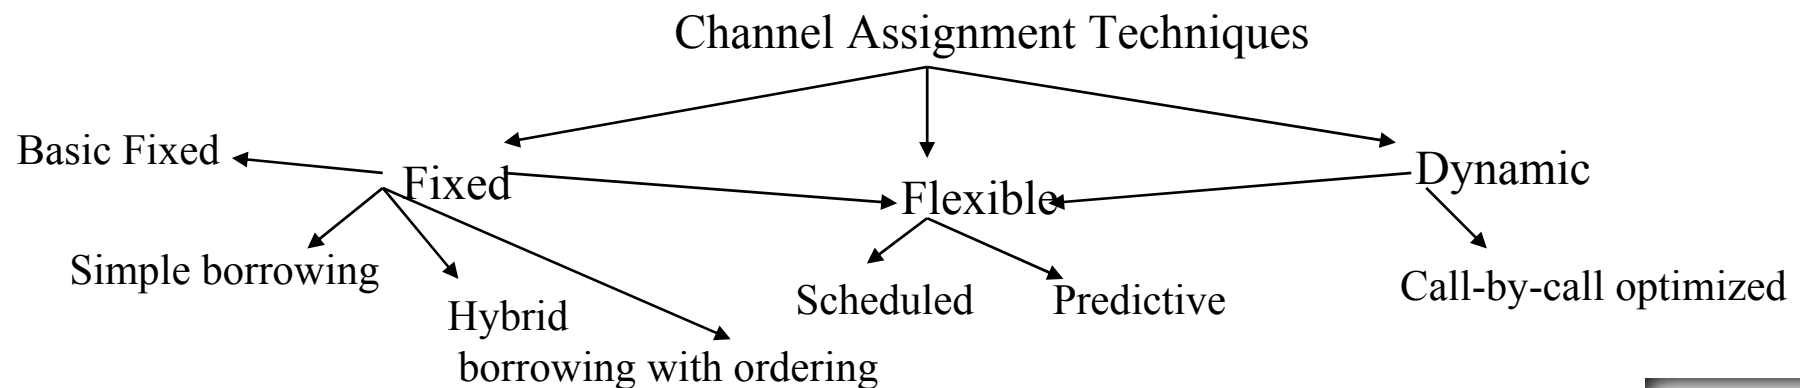 Channel Assignment Techniques
Basic Fixed
Fixed
Flexible
Dynamic
Simple borrowing
Hybrid
borrowing with ordering
Scheduled
Predictive
Call-by-call optimized